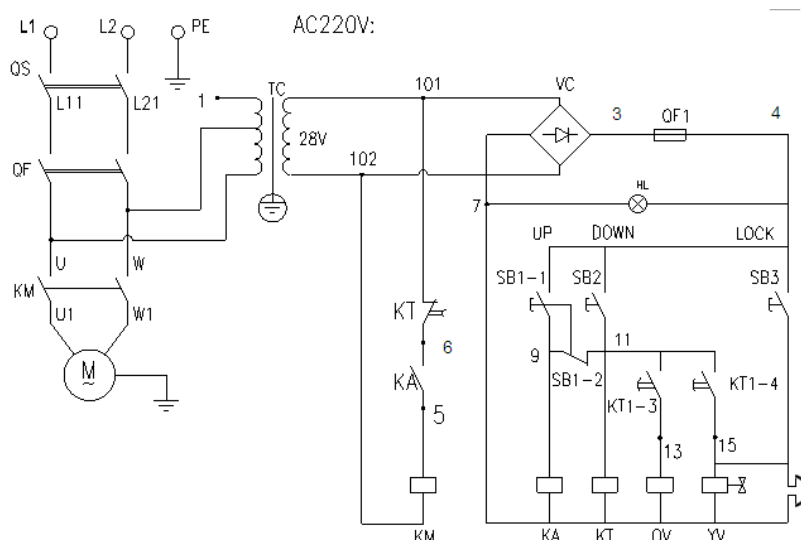 L1 L2 PE AC220V:
QS L11 L21 1 TC 101 VC 3 QF1 4
28V
QF 102 7 HL
U W UP DOWN LOCK
KM U1 W1 SB1-1 SB2 SB3
KT 6 9 11
M
~
KA SB1-2 KT1-3 KT1-4
5 13 15
KM KA KT QV YV